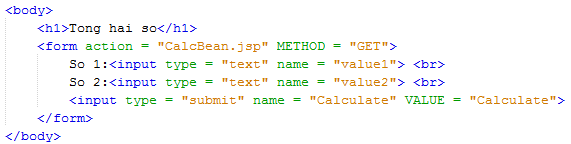 <body>
<h1>Tong hai so</h1>
<form action = "CalcBean.jsp" METHOD = "GET">
So 1:<input type = "text" name = "value1"> <br>
So 2:<input type = "text" name = "value2"> <br>
<input type = "submit" name = "Calculate" VALUE = "Calculate">
</form>
</body>